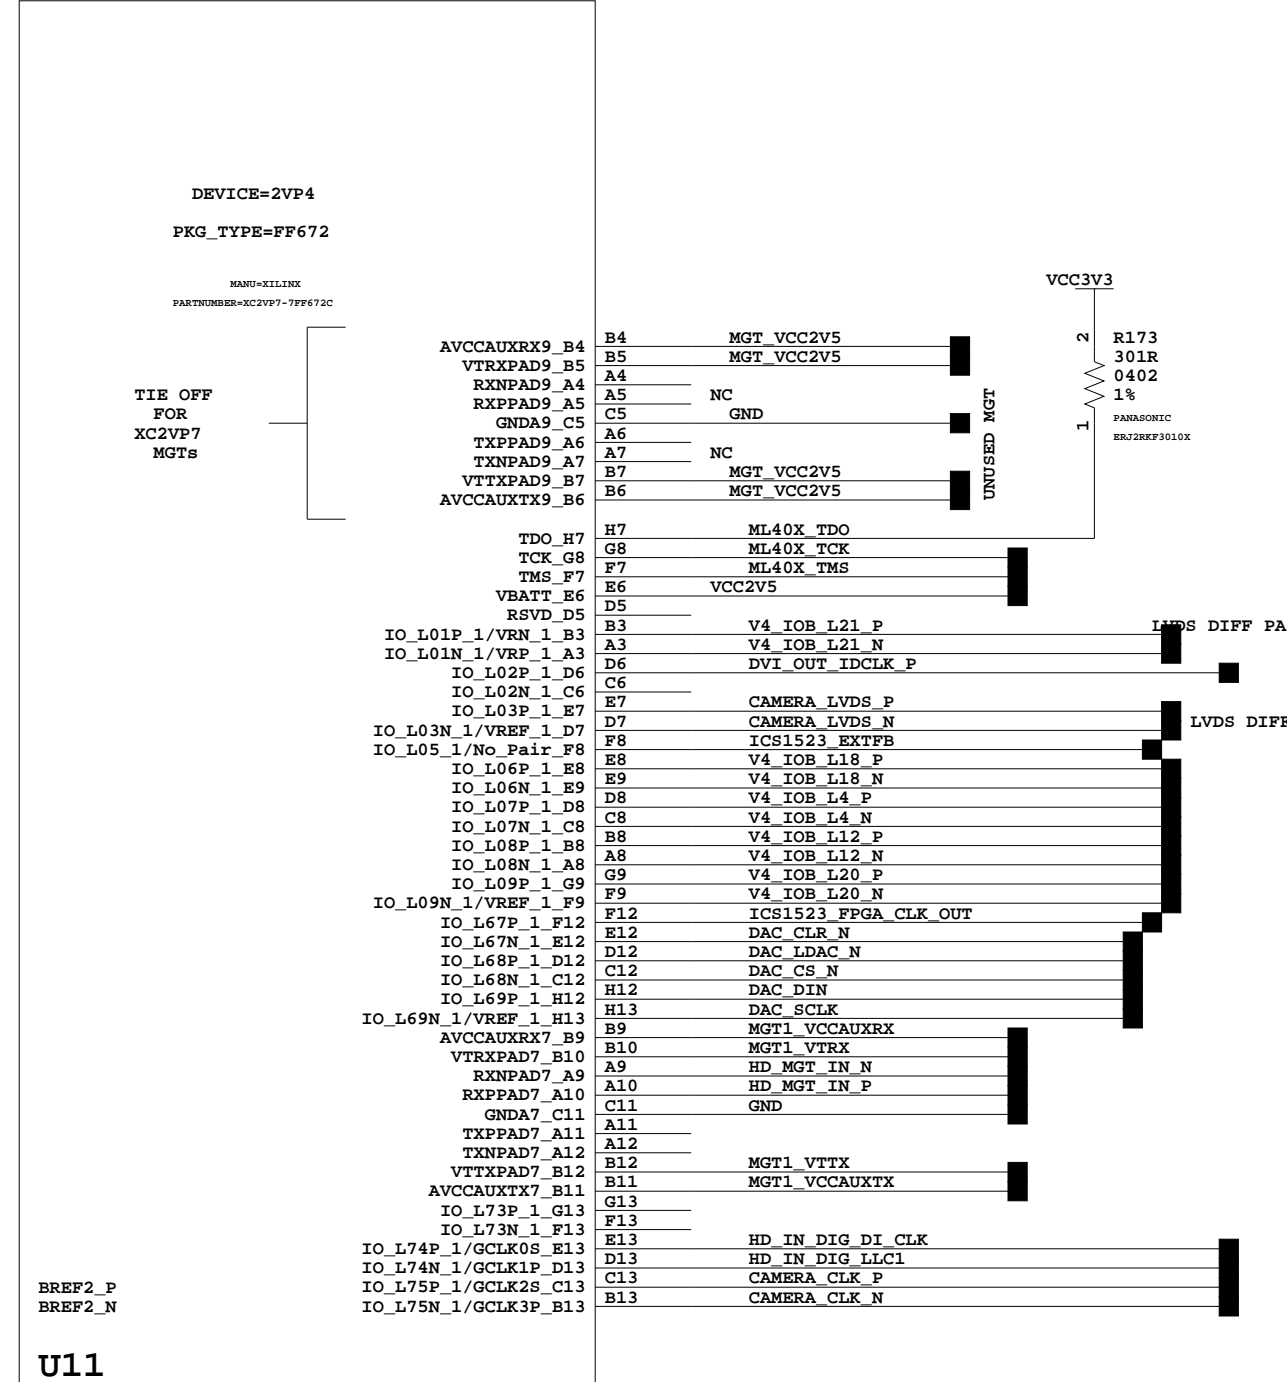 DEVICE=2VP4
PKG_TYPE=FF672
MANU=XILINX
PARTNUMBER=XC2VP7-7FF672C
TIE OFF
FOR
XC2VP7
MGTs
VCC3V3
2
R173
301R
0402
1%
PANASONIC
ERJ2RKF3010X
1
UNUSED MGT
AVCCAUXRX9_B4 B4 MGT_VCC2V5
VTRXPAD9_B5 B5 MGT_VCC2V5
RXNPAD9_A4 A4
RXPPAD9_A5 A5 NC
GNDA9_C5 C5 GND
TXPPAD9_A6 A6
TXNPAD9_A7 A7 NC
VTTXPAD9_B7 B7 MGT_VCC2V5
AVCCAUXTX9_B6 B6 MGT_VCC2V5
TDO_H7 H7 ML40X_TDO
TCK_G8 G8 ML40X_TCK
TMS_F7 F7 ML40X_TMS
VBATT_E6 E6 VCC2V5
RSVD_D5 D5
IO_L01P_1/VRN_1_B3 B3 V4_IOB_L21_P LVDS DIFF PA
IO_L01N_1/VRP_1_A3 A3 V4_IOB_L21_N
IO_L02P_1_D6 D6 DVI_OUT_IDCLK_P
IO_L02N_1_C6 C6
IO_L03P_1_E7 E7 CAMERA_LVDS_P
IO_L03N_1/VREF_1_D7 D7 CAMERA_LVDS_N LVDS DIFF
IO_L05_1/No_Pair_F8 F8 ICS1523_EXTFB
IO_L06P_1_E8 E8 V4_IOB_L18_P
IO_L06N_1_E9 E9 V4_IOB_L18_N
IO_L07P_1_D8 D8 V4_IOB_L4_P
IO_L07N_1_C8 C8 V4_IOB_L4_N
IO_L08P_1_B8 B8 V4_IOB_L12_P
IO_L08N_1_A8 A8 V4_IOB_L12_N
IO_L09P_1_G9 G9 V4_IOB_L20_P
IO_L09N_1/VREF_1_F9 F9 V4_IOB_L20_N
IO_L67P_1_F12 F12 ICS1523_FPGA_CLK_OUT
IO_L67N_1_E12 E12 DAC_CLR_N
IO_L68P_1_D12 D12 DAC_LDAC_N
IO_L68N_1_C12 C12 DAC_CS_N
IO_L69P_1_H12 H12 DAC_DIN
IO_L69N_1/VREF_1_H13 H13 DAC_SCLK
AVCCAUXRX7_B9 B9 MGT1_VCCAUXRX
VTRXPAD7_B10 B10 MGT1_VTRX
RXNPAD7_A9 A9 HD_MGT_IN_N
RXPPAD7_A10 A10 HD_MGT_IN_P
GNDA7_C11 C11 GND
TXPPAD7_A11 A11
TXNPAD7_A12 A12
VTTXPAD7_B12 B12 MGT1_VTTX
AVCCAUXTX7_B11 B11 MGT1_VCCAUXTX
IO_L73P_1_G13 G13
IO_L73N_1_F13 F13
IO_L74P_1/GCLK0S_E13 E13 HD_IN_DIG_DI_CLK
IO_L74N_1/GCLK1P_D13 D13 HD_IN_DIG_LLC1
BREF2_P IO_L75P_1/GCLK2S_C13 C13 CAMERA_CLK_P
BREF2_N IO_L75N_1/GCLK3P_B13 B13 CAMERA_CLK_N
U11